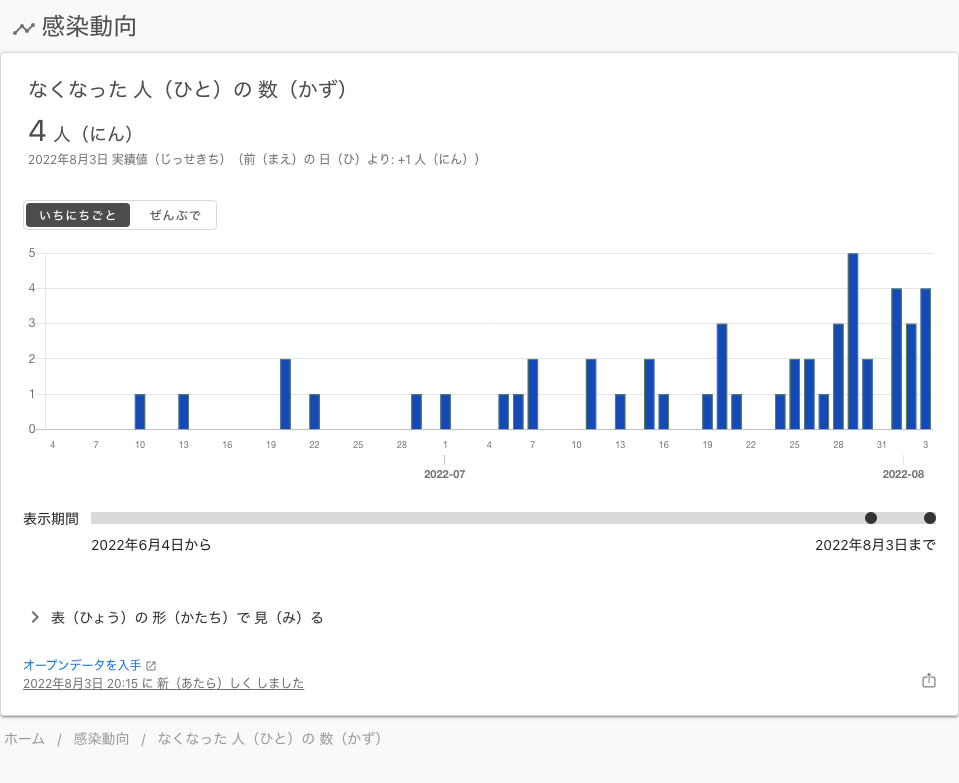 感染動向
なくなった 人（ひと）の 数（かず）
4 人（にん）
2022年8月3日 実績値（じっせきち）（前（まえ）の 日（ひ）より: +1 人（にん））
いちにちごと ぜんぶで
5
4
3
2
1
0
4 7 10 13 16 19 22 25 28 1 4 7 10 13 16 19 22 25 28 31 3
2022-07 2022-08
表示期間
2022年6月4日から 2022年8月3日まで
表（ひょう）の 形（かたち）で 見（み）る
オープンデータを入手
2022年8月3日 20:15 に 新（あたら）しく しました
ホーム / 感染動向 / なくなった 人（ひと）の 数（かず）